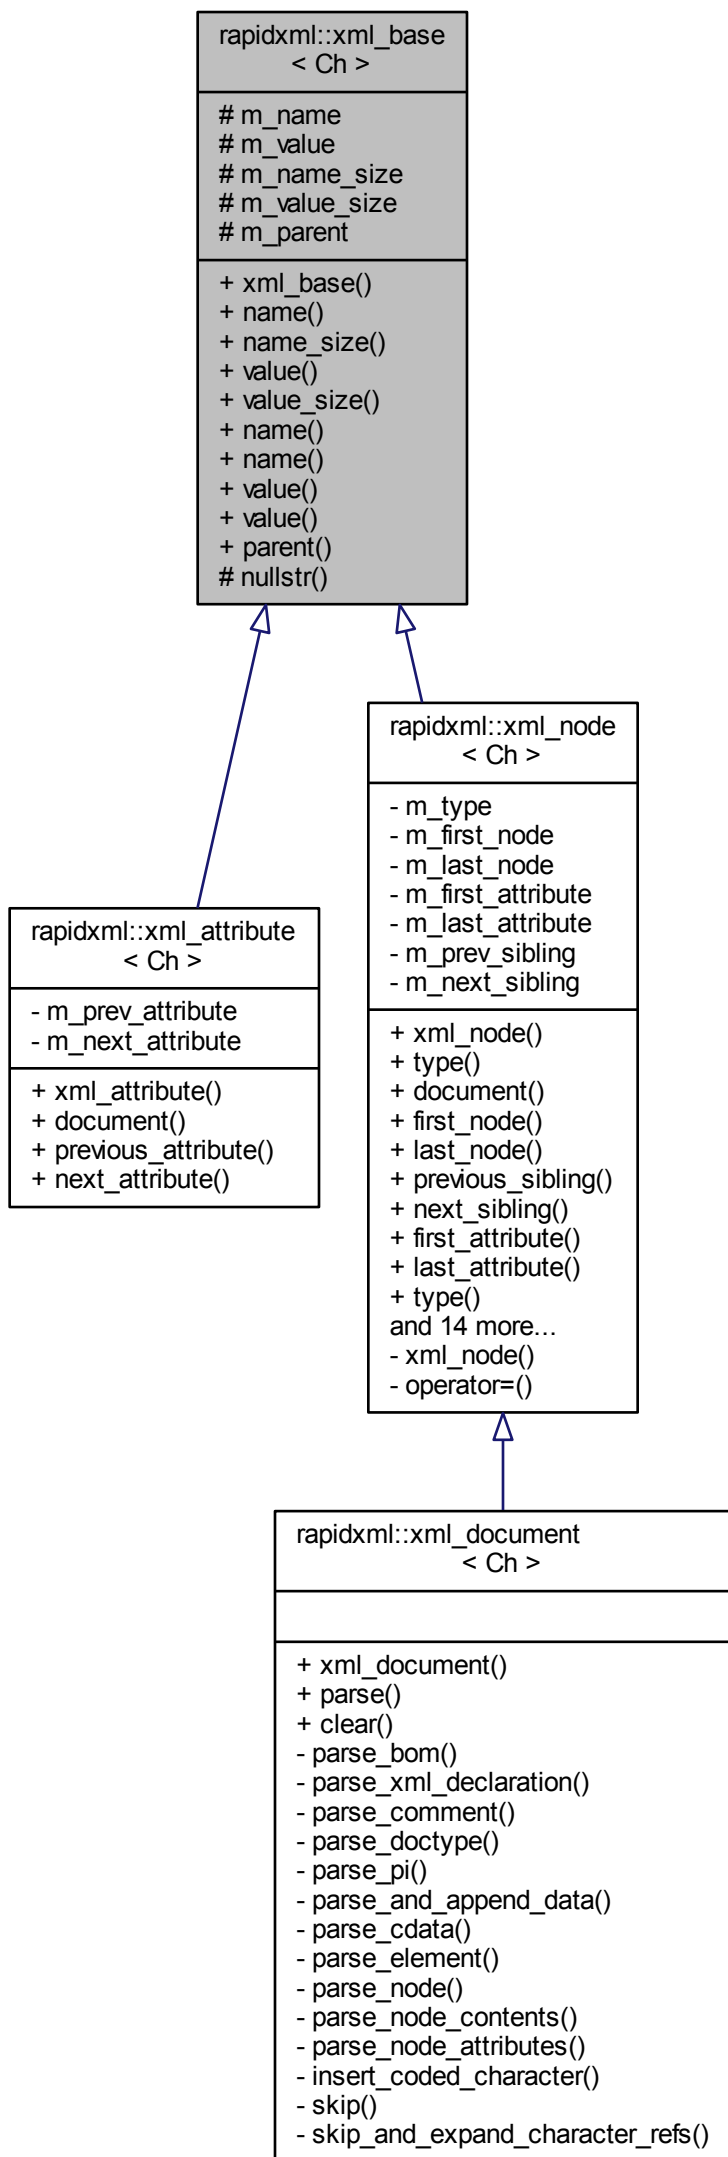 rapidxml::xml_base
< Ch >
# m_name
# m_value
# m_name_size
# m_value_size
# m_parent
+ xml_base()
+ name()
+ name_size()
+ value()
+ value_size()
+ name()
+ name()
+ value()
+ value()
+ parent()
# nullstr()
rapidxml::xml_attribute
< Ch >
- m_prev_attribute
- m_next_attribute
+ xml_attribute()
+ document()
+ previous_attribute()
+ next_attribute()
rapidxml::xml_node
< Ch >
- m_type
- m_first_node
- m_last_node
- m_first_attribute
- m_last_attribute
- m_prev_sibling
- m_next_sibling
+ xml_node()
+ type()
+ document()
+ first_node()
+ last_node()
+ previous_sibling()
+ next_sibling()
+ first_attribute()
+ last_attribute()
+ type()
and 14 more...
- xml_node()
- operator=()
rapidxml::xml_document
< Ch >
+ xml_document()
+ parse()
+ clear()
- parse_bom()
- parse_xml_declaration()
- parse_comment()
- parse_doctype()
- parse_pi()
- parse_and_append_data()
- parse_cdata()
- parse_element()
- parse_node()
- parse_node_contents()
- parse_node_attributes()
- insert_coded_character()
- skip()
- skip_and_expand_character_refs()